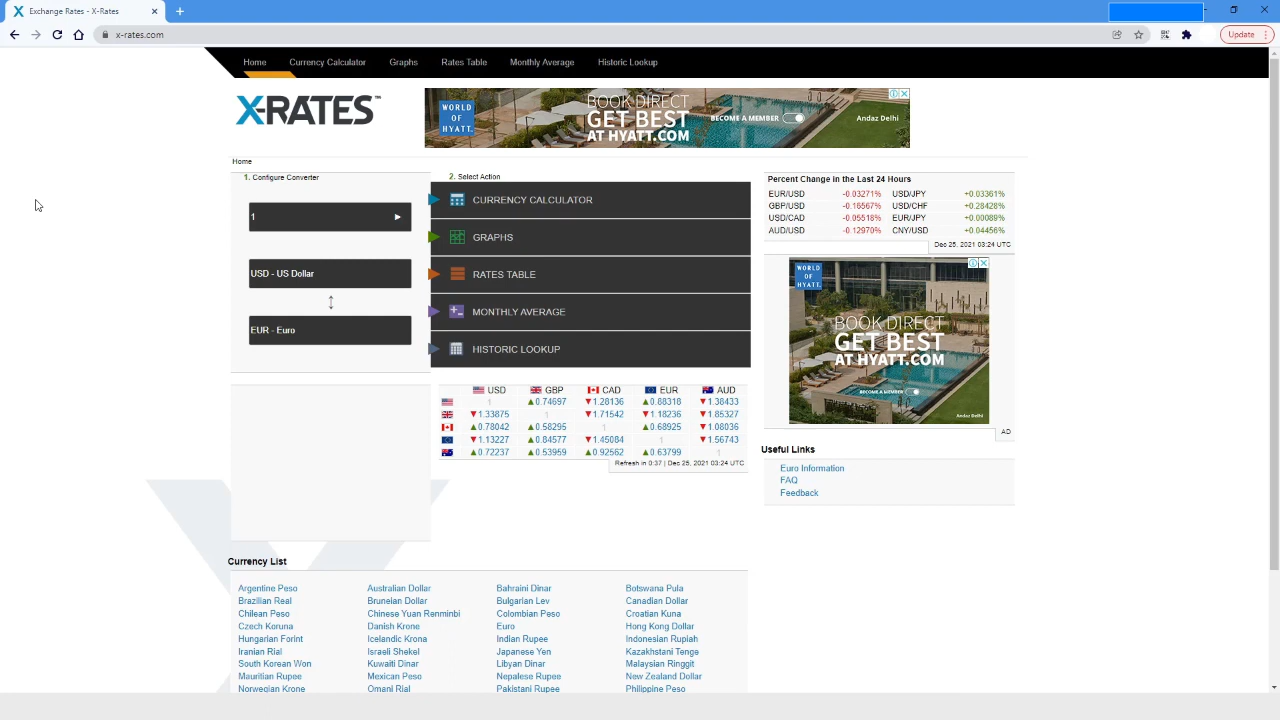 Exchange Rates - X-Rates
x-rates.com
Update
Home Currency Calculator Graphs Rates Table Monthly Average Historic Lookup
X-RATES™
WORLD OF HYATT.
BOOK DIRECT
GET BEST
AT HYATT.COM
BECOME A MEMBER
Andaz Delhi
Home
1. Configure Converter
1
USD - US Dollar
EUR - Euro
2. Select Action
CURRENCY CALCULATOR
GRAPHS
RATES TABLE
MONTHLY AVERAGE
HISTORIC LOOKUP
Percent Change in the Last 24 Hours
EUR/USD -0.03271% USD/JPY +0.03361%
GBP/USD -0.16567% USD/CHF +0.28428%
USD/CAD -0.05518% EUR/JPY +0.00089%
AUD/USD -0.12970% CNY/USD +0.04456%
Dec 25, 2021 03:24 UTC
WORLD
OF
HYATT.
BOOK DIRECT
GET BEST
AT HYATT.COM
BECOME A MEMBER
Andaz Delhi
AD
USD GBP CAD EUR AUD
1 ▲0.74697 ▼1.28136 ▲0.88318 ▼1.38433
▼1.33875 1 ▼1.71542 ▼1.18236 ▼1.85327
▲0.78042 ▲0.58295 1 ▲0.68925 ▼1.08036
▼1.13227 ▲0.84577 ▼1.45084 1 ▼1.56743
▲0.72237 ▲0.53959 ▲0.92562 ▲0.63799 1
Refresh in 0:37 | Dec 25, 2021 03:24 UTC
Useful Links
Euro Information
FAQ
Feedback
Currency List
Argentine Peso Australian Dollar Bahraini Dinar Botswana Pula
Brazilian Real Bruneian Dollar Bulgarian Lev Canadian Dollar
Chilean Peso Chinese Yuan Renminbi Colombian Peso Croatian Kuna
Czech Koruna Danish Krone Euro Hong Kong Dollar
Hungarian Forint Icelandic Krona Indian Rupee Indonesian Rupiah
Iranian Rial Israeli Shekel Japanese Yen Kazakhstani Tenge
South Korean Won Kuwaiti Dinar Libyan Dinar Malaysian Ringgit
Mauritian Rupee Mexican Peso Nepalese Rupee New Zealand Dollar
Norwegian Krone Omani Rial Pakistani Rupee Philippine Peso